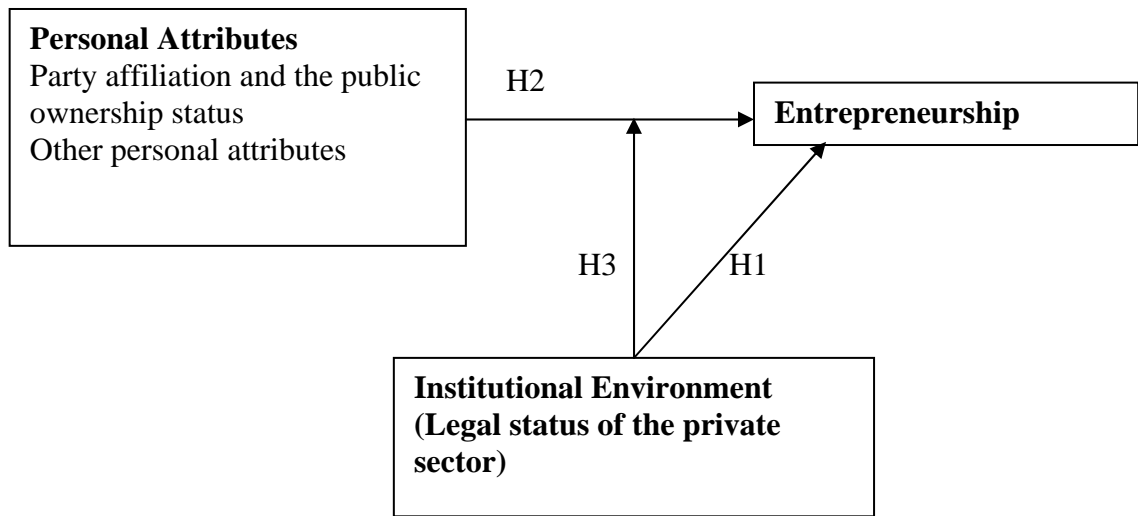 Personal Attributes
Party affiliation and the public
ownership status
Other personal attributes
H2
Entrepreneurship
H3
H1
Institutional Environment
(Legal status of the private
sector)